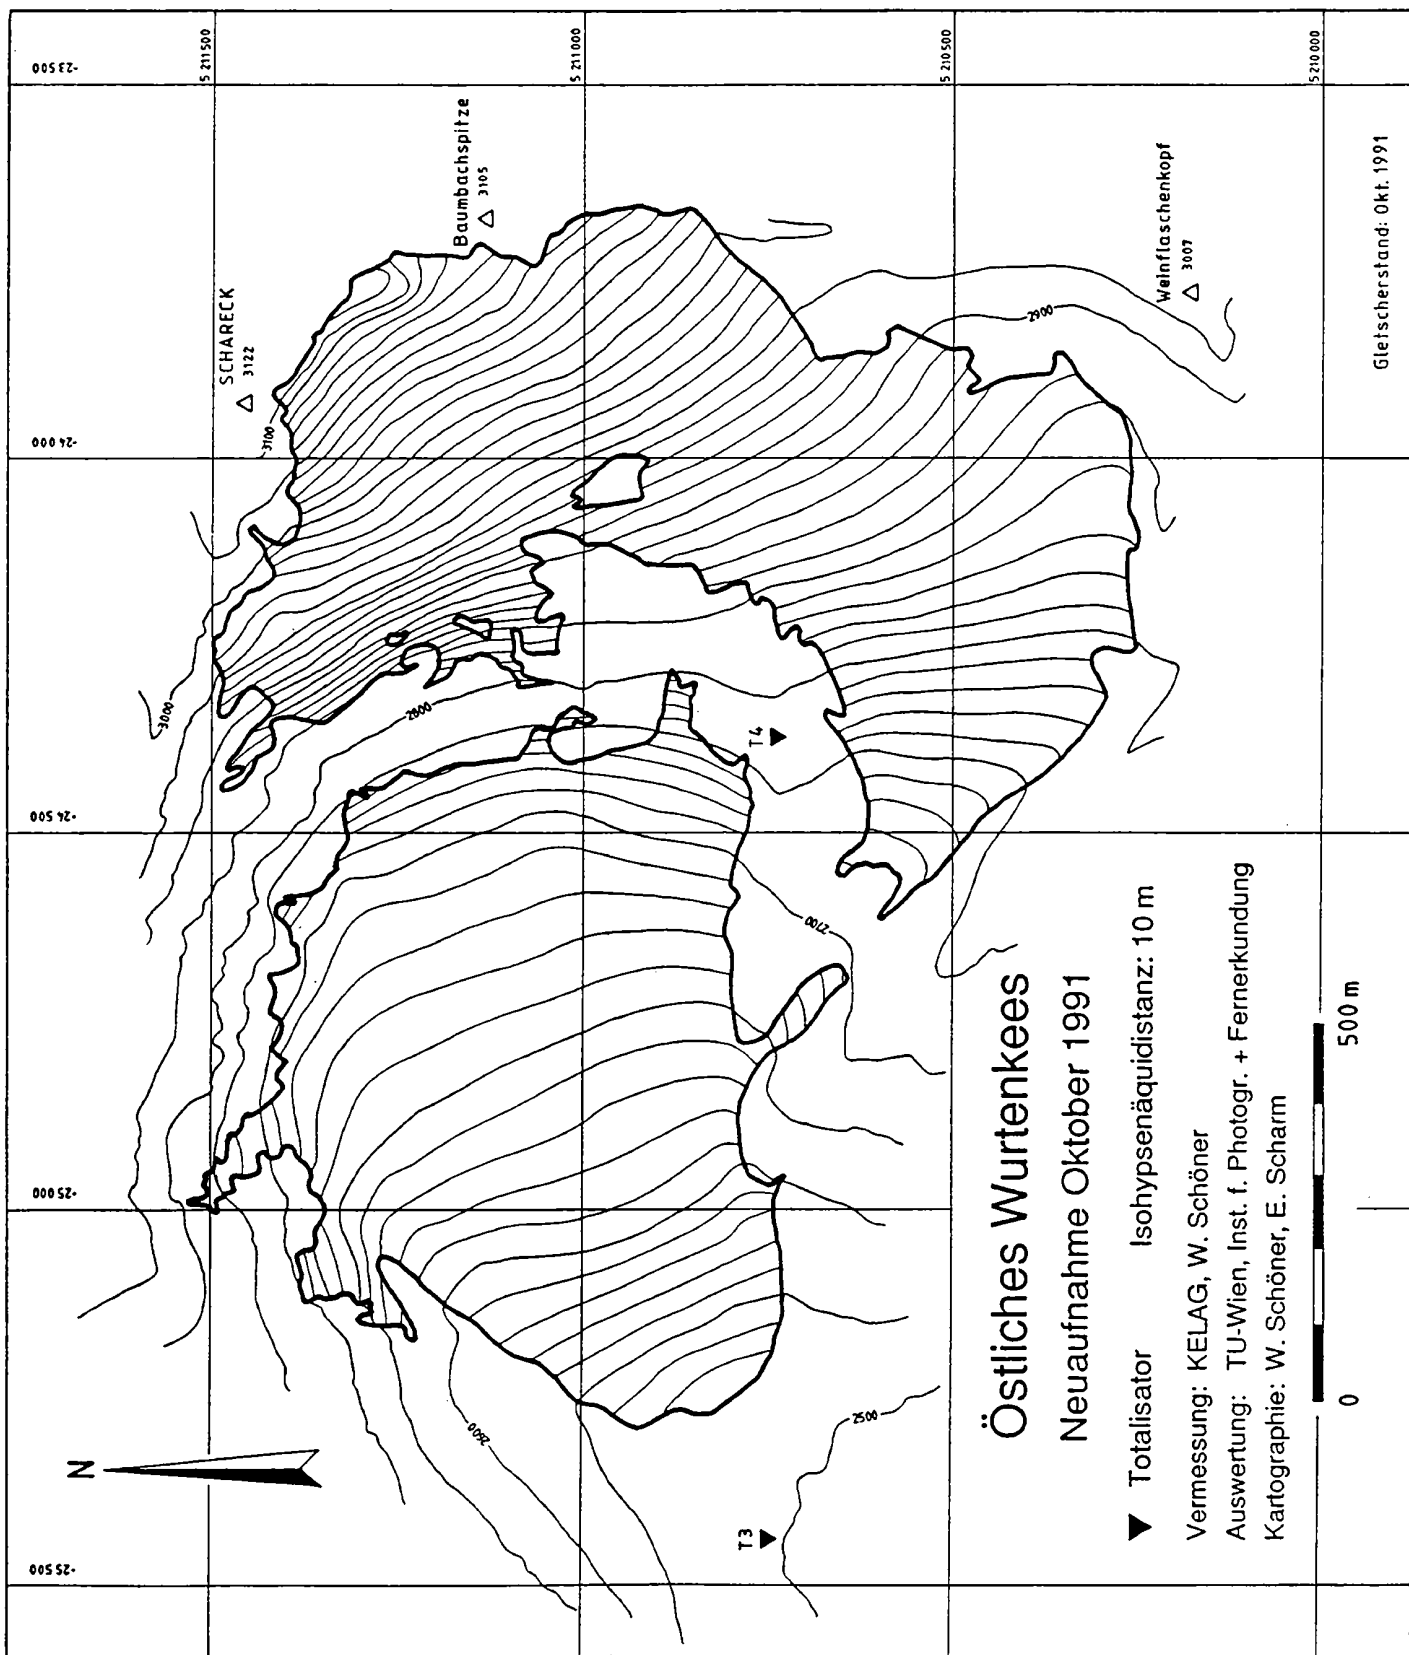 -25 500
-25 000
-24 500
-24 000
-23 500
5 211 500
5 211 000
5 210 500
5 210 000
N
SCHARECK
3122
Baumbachspitze
3105
Weinflaschenkopf
3007
3100
3000
2900
2800
2700
2600
2500
T4
T3
Östliches Wurtenkees
Neuaufnahme Oktober 1991
Totalisator Isohypsenäquidistanz: 10 m
Vermessung: KELAG, W. Schöner
Auswertung: TU-Wien, Inst. f. Photogr. + Fernerkundung
Kartographie: W. Schöner, E. Scharm
0 500 m
Gletscherstand: Okt. 1991